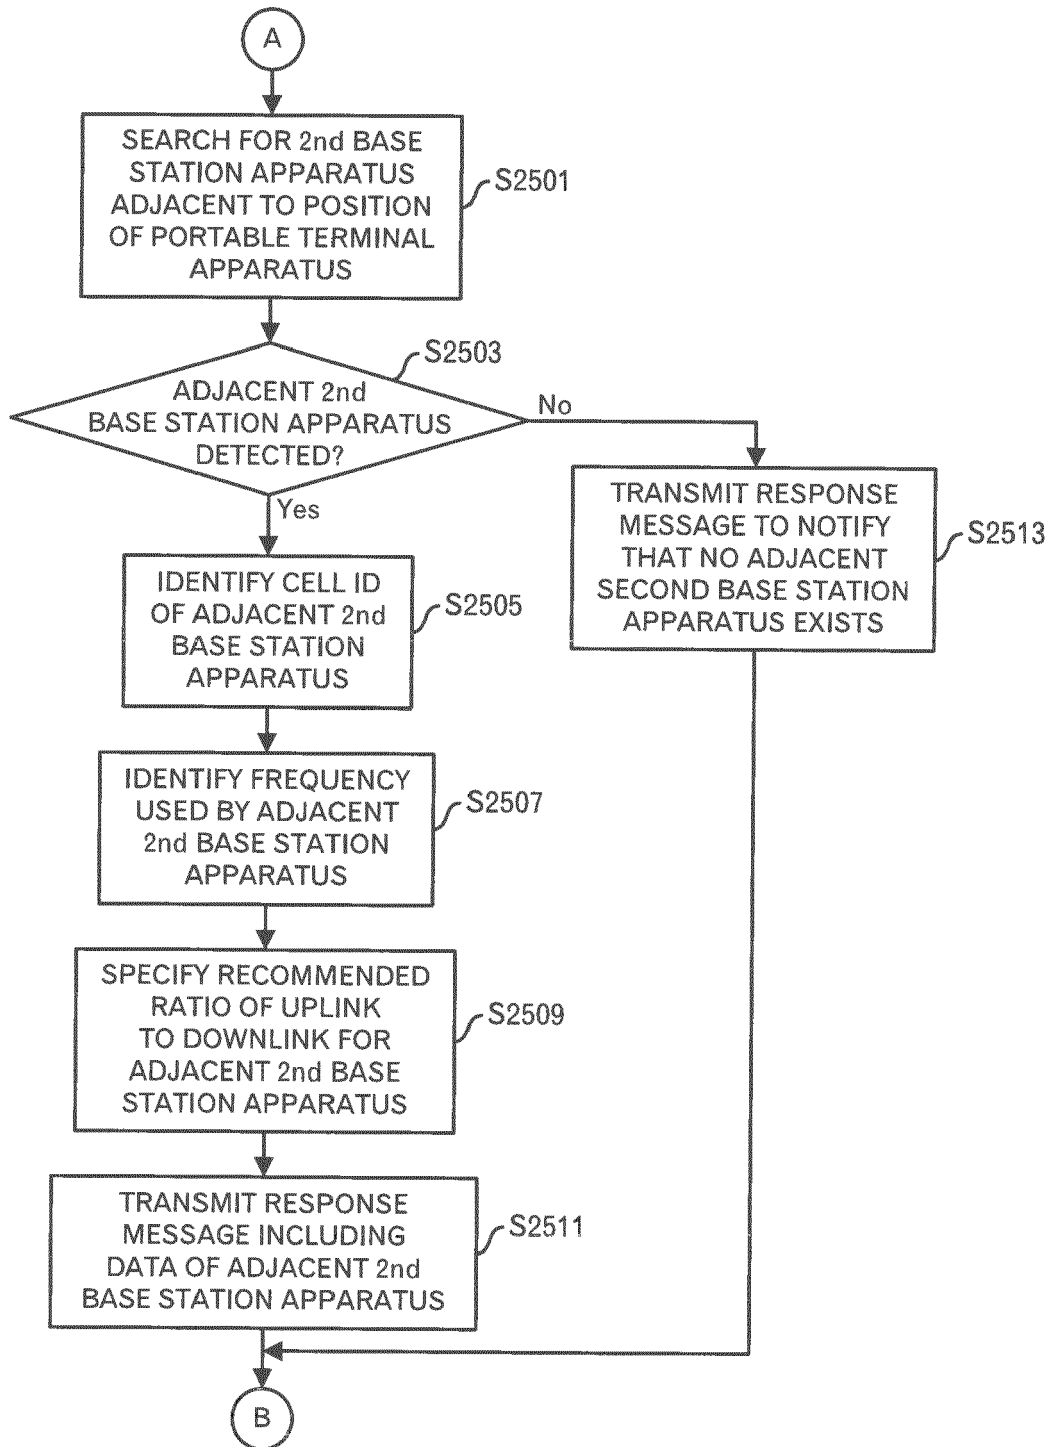 A
SEARCH FOR 2nd BASE
STATION APPARATUS
ADJACENT TO POSITION
OF PORTABLE TERMINAL
APPARATUS
S2501
S2503
ADJACENT 2nd
BASE STATION APPARATUS
DETECTED?
No
Yes
TRANSMIT RESPONSE
MESSAGE TO NOTIFY
THAT NO ADJACENT
SECOND BASE STATION
APPARATUS EXISTS
S2513
IDENTIFY CELL ID
OF ADJACENT 2nd
BASE STATION
APPARATUS
S2505
IDENTIFY FREQUENCY
USED BY ADJACENT
2nd BASE STATION
APPARATUS
S2507
SPECIFY RECOMMENDED
RATIO OF UPLINK
TO DOWNLINK FOR
ADJACENT 2nd BASE
STATION APPARATUS
S2509
TRANSMIT RESPONSE
MESSAGE INCLUDING
DATA OF ADJACENT 2nd
BASE STATION APPARATUS
S2511
B